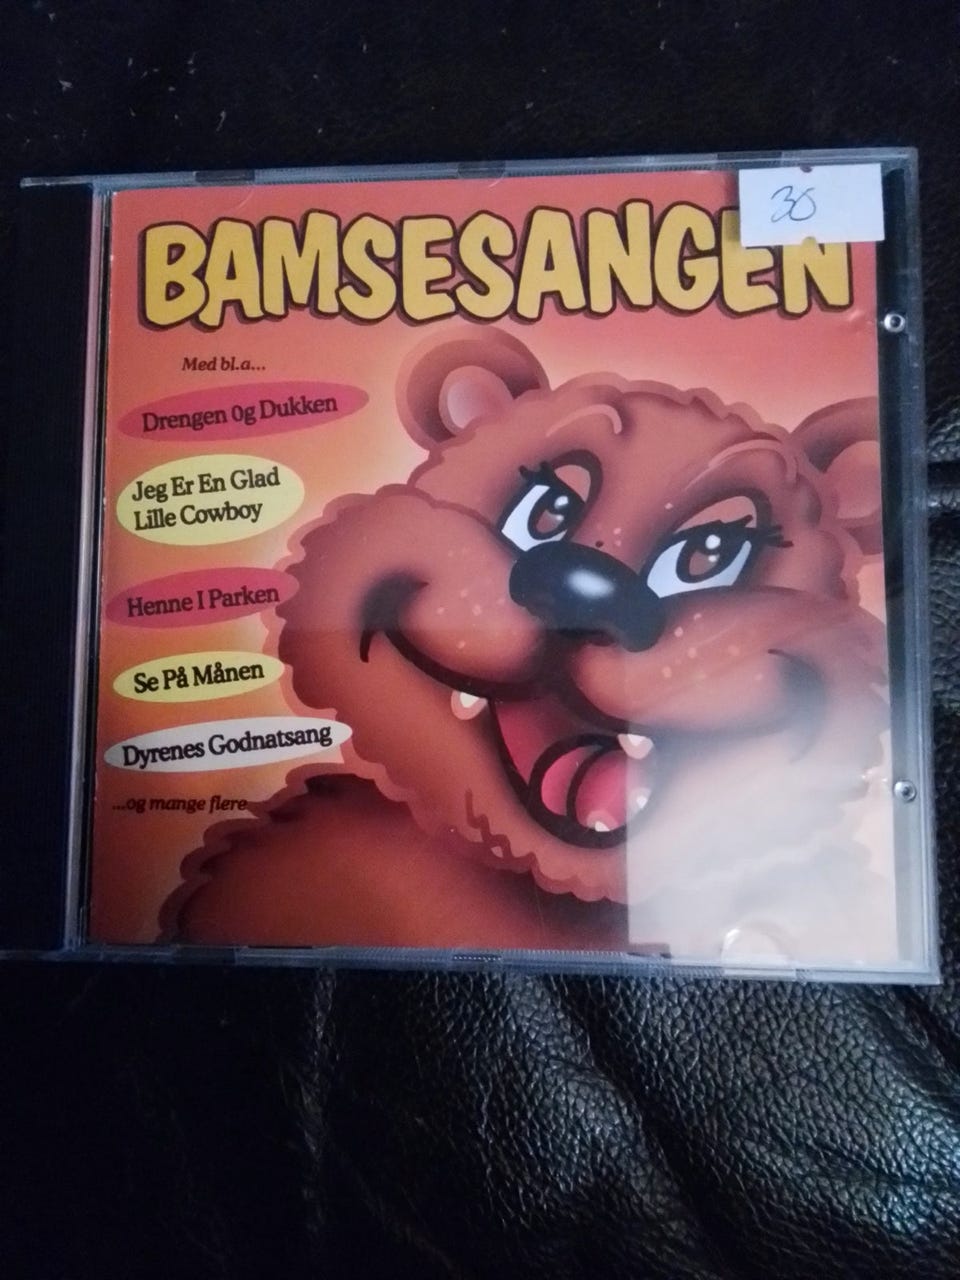 30
BAMSESANGEN
Med bl.a...
Drengen Og Dukken
Jeg Er En Glad
Lille Cowboy
Henne I Parken
Se På Månen
Dyrenes Godnatsang
...og mange flere